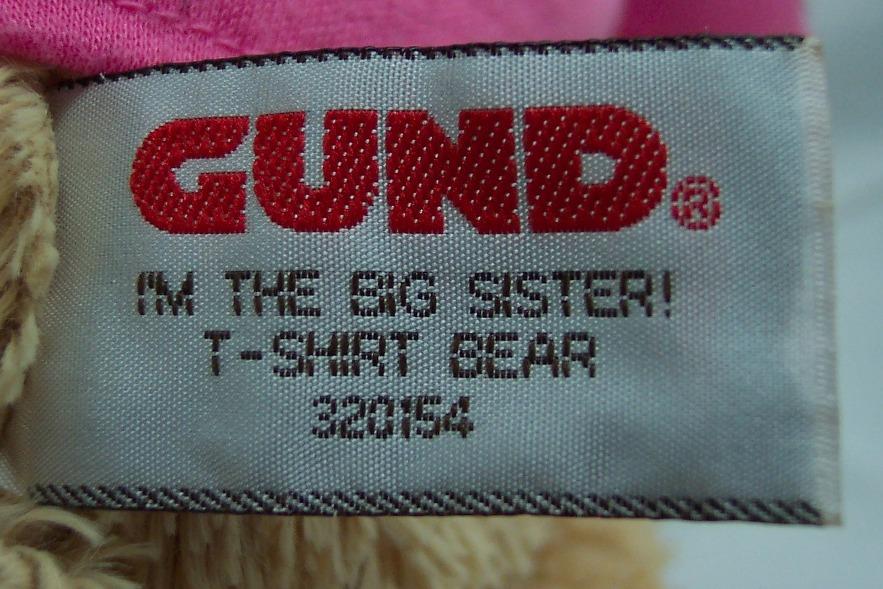 GUND®
I'M THE BIG SISTER!
T-SHIRT BEAR
320154